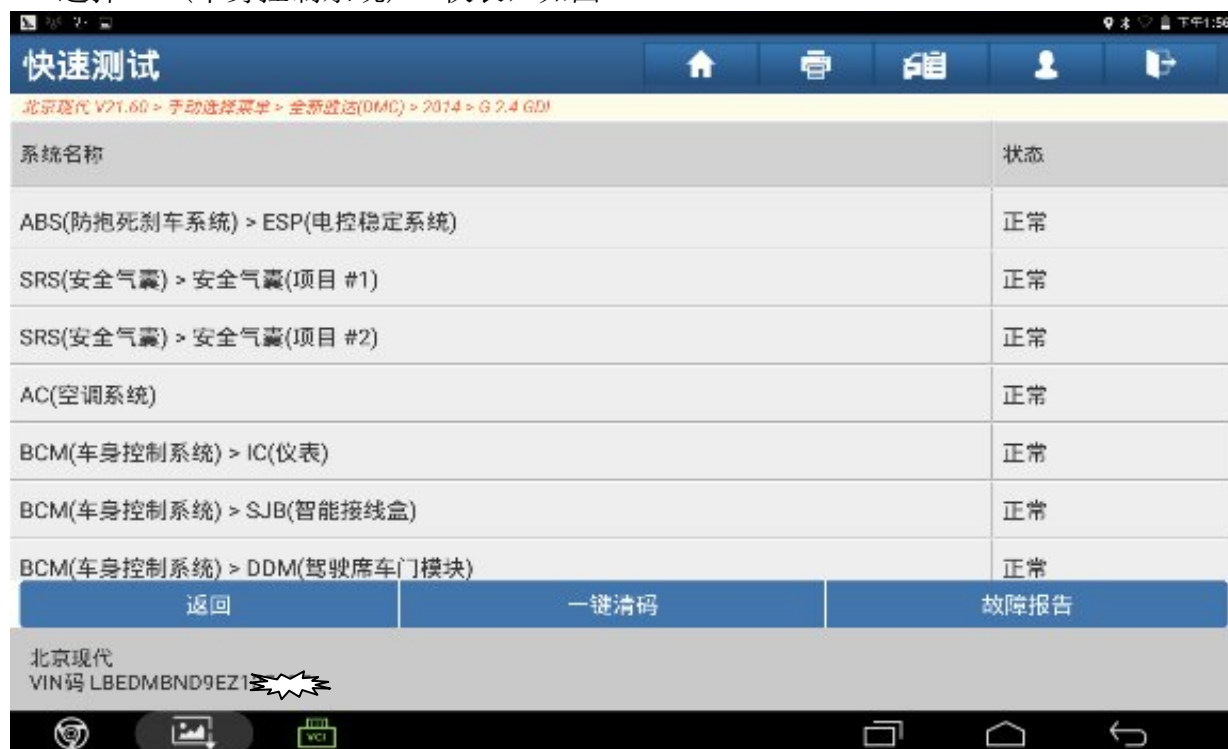 下午1:56
快速测试
北京现代 V21.60 > 手动选择菜单 > 全新胜达(DMC) > 2014 > G 2.4 GDI
系统名称 状态
ABS(防抱死刹车系统) > ESP(电控稳定系统) 正常
SRS(安全气囊) > 安全气囊(项目 #1) 正常
SRS(安全气囊) > 安全气囊(项目 #2) 正常
AC(空调系统) 正常
BCM(车身控制系统) > IC(仪表) 正常
BCM(车身控制系统) > SJB(智能接线盒) 正常
BCM(车身控制系统) > DDM(驾驶席车门模块) 正常
返回 一键清码 故障报告
北京现代
VIN码 LBEDMBND9EZ1
VCI